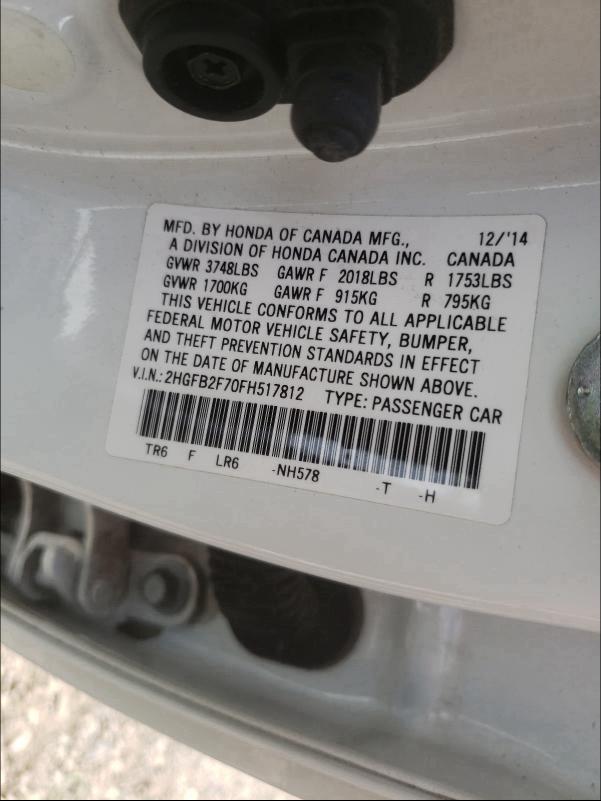 MFD. BY HONDA OF CANADA MFG., 12/'14
A DIVISION OF HONDA CANADA INC. CANADA
GVWR 3748LBS GAWR F 2018LBS R 1753LBS
GVWR 1700KG GAWR F 915KG R 795KG
THIS VEHICLE CONFORMS TO ALL APPLICABLE
FEDERAL MOTOR VEHICLE SAFETY, BUMPER,
AND THEFT PREVENTION STANDARDS IN EFFECT
ON THE DATE OF MANUFACTURE SHOWN ABOVE.
V.I.N.: 2HGFB2F70FH517812 TYPE: PASSENGER CAR
TR6 F LR6 -NH578 -T -H